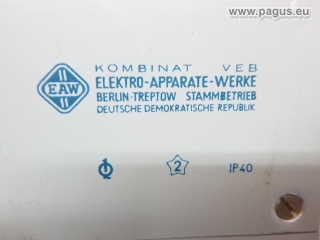 www.pagus.eu
KOMBINAT VEB
EAW
ELEKTRO-APPARATE-WERKE
BERLIN-TREPTOW STAMMBETRIEB
DEUTSCHE DEMOKRATISCHE REPUBLIK
2
IP40